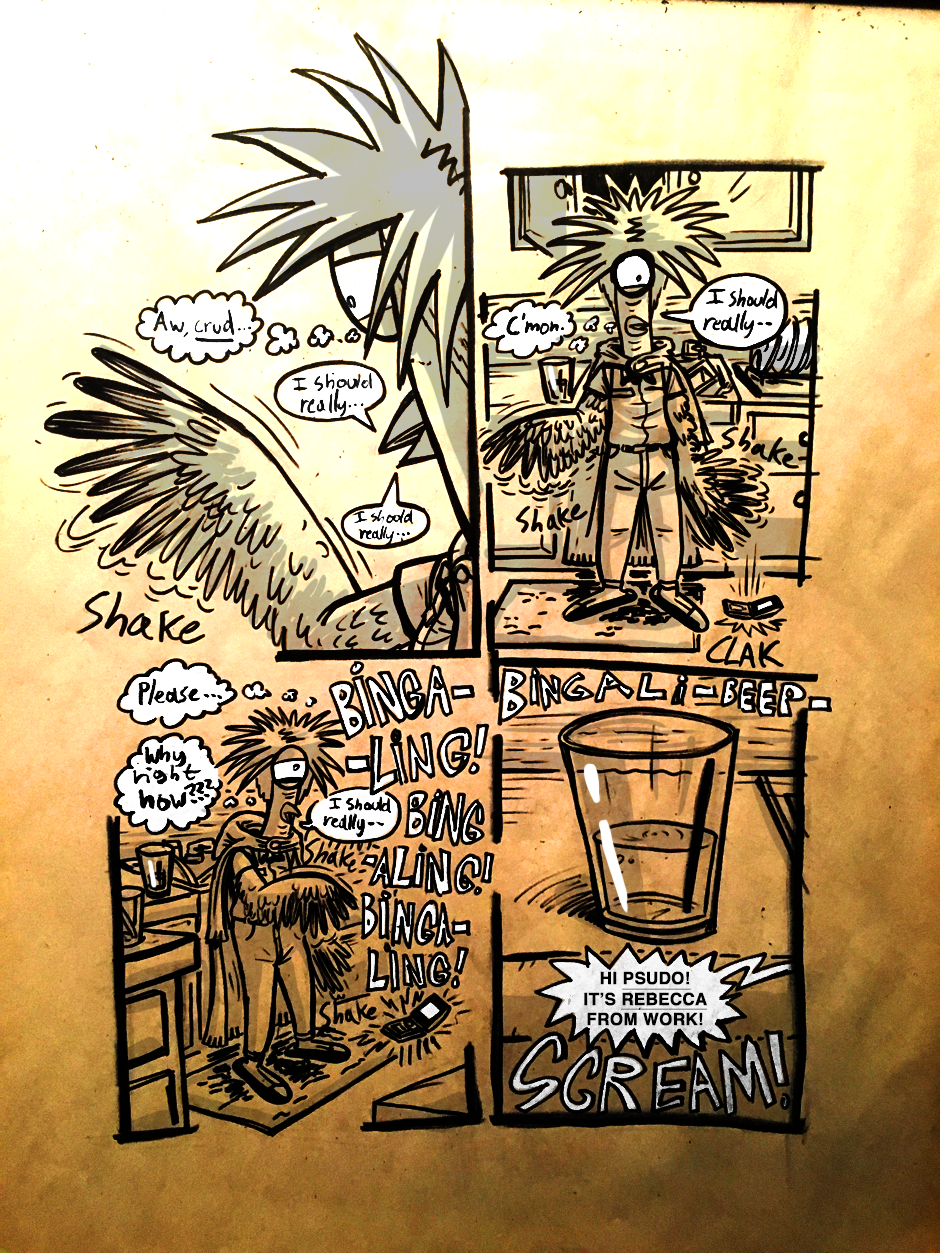 Aw, crud...
I should
really...
I should
really...
Shake
C'mon.
I should
really--
Shake
Shake
CLAK
Please...
Why
right
now???
I should
really--
Shake
Shake
BINGA-
-LING!
BING
-ALING!
BINGA-
LING!
BINGALi-BEEP-
HI PSUDO!
IT'S REBECCA
FROM WORK!
SCREAM!